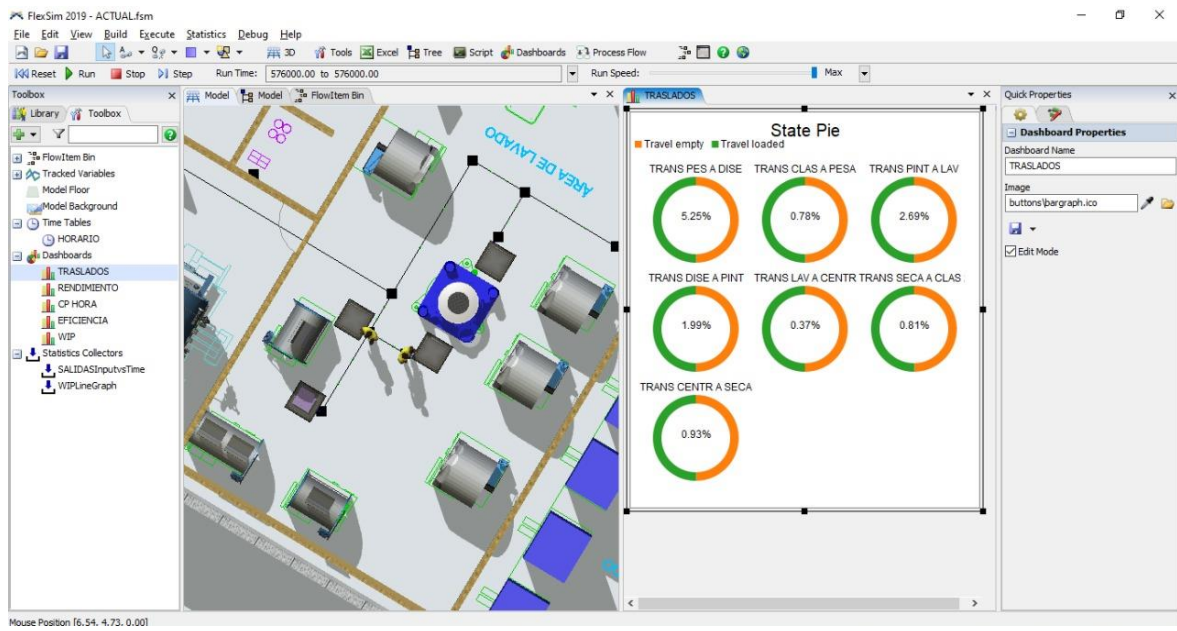 FlexSim 2019 - ACTUAL.fsm
File Edit View Build Execute Statistics Debug Help
3D Tools Excel Tree Script Dashboards Process Flow
Reset Run Stop Step Run Time: 576000.00 to 576000.00 Run Speed: Max
Toolbox
Library Toolbox
FlowItem Bin
Tracked Variables
Model Floor
Model Background
Time Tables
HORARIO
Dashboards
TRASLADOS
RENDIMIENTO
CP HORA
EFICIENCIA
WIP
Statistics Collectors
SALIDASInputvsTime
WIPLineGraph
Model Model FlowItem Bin
ÁREA DE LAVADO
TRASLADOS
State Pie
Travel empty Travel loaded
TRANS PES A DISE TRANS CLAS A PESA TRANS PINT A LAV
5.25% 0.78% 2.69%
TRANS DISE A PINT TRANS LAV A CENTR TRANS SECA A CLAS
1.99% 0.37% 0.81%
TRANS CENTR A SECA
0.93%
Quick Properties
Dashboard Properties
Dashboard Name
TRASLADOS
Image
buttons\bargraph.ico
Edit Mode
Mouse Position [6.54, 4.73, 0.00]